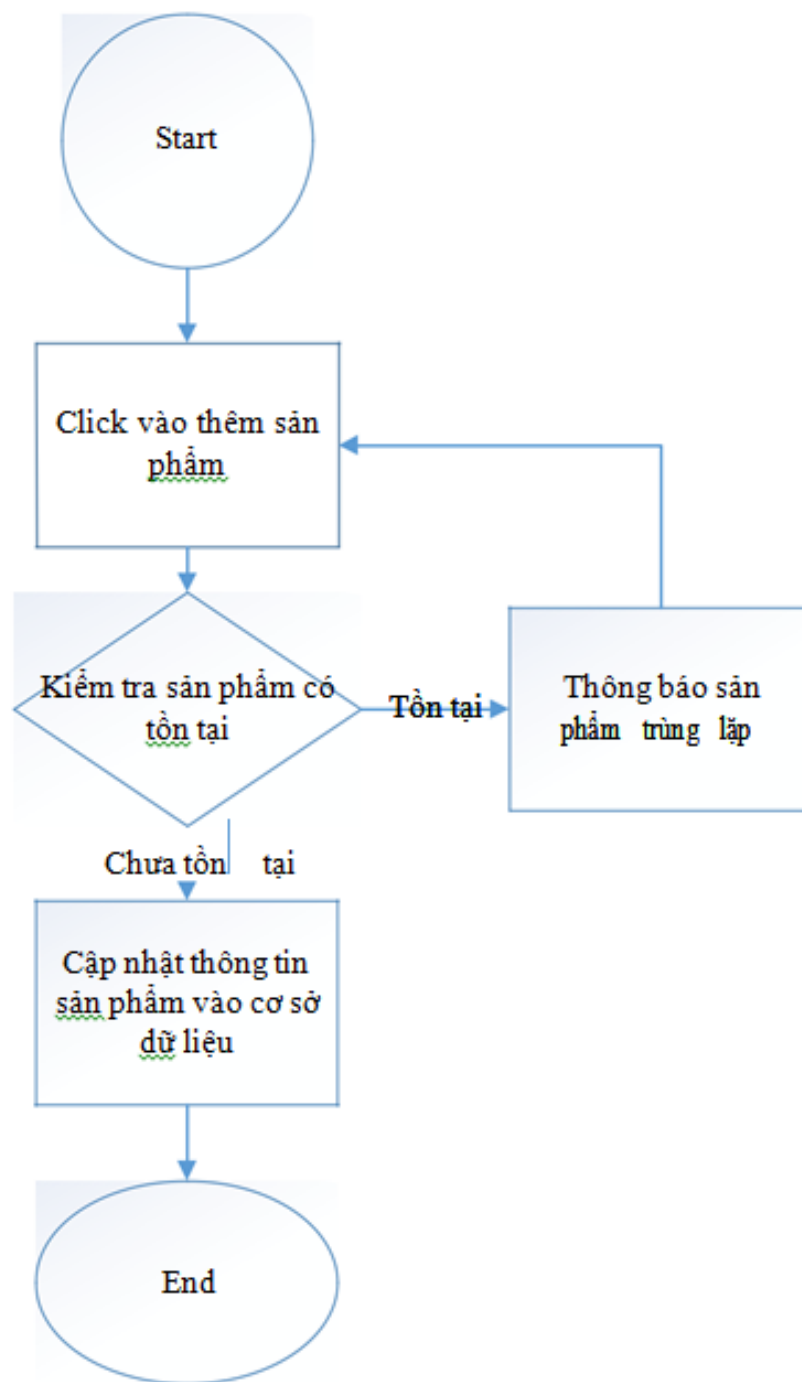 Start
Click vào thêm sản
phẩm
Kiểm tra sản phẩm có
tồn tại
Tồn tại
Thông báo sản
phẩm trùng lặp
Chưa tồn tại
Cập nhật thông tin
sản phẩm vào cơ sở
dữ liệu
End